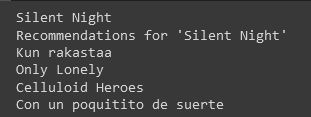 Silent Night
Recommendations for 'Silent Night'
Kun rakastaa
Only Lonely
Celluloid Heroes
Con un poquitito de suerte